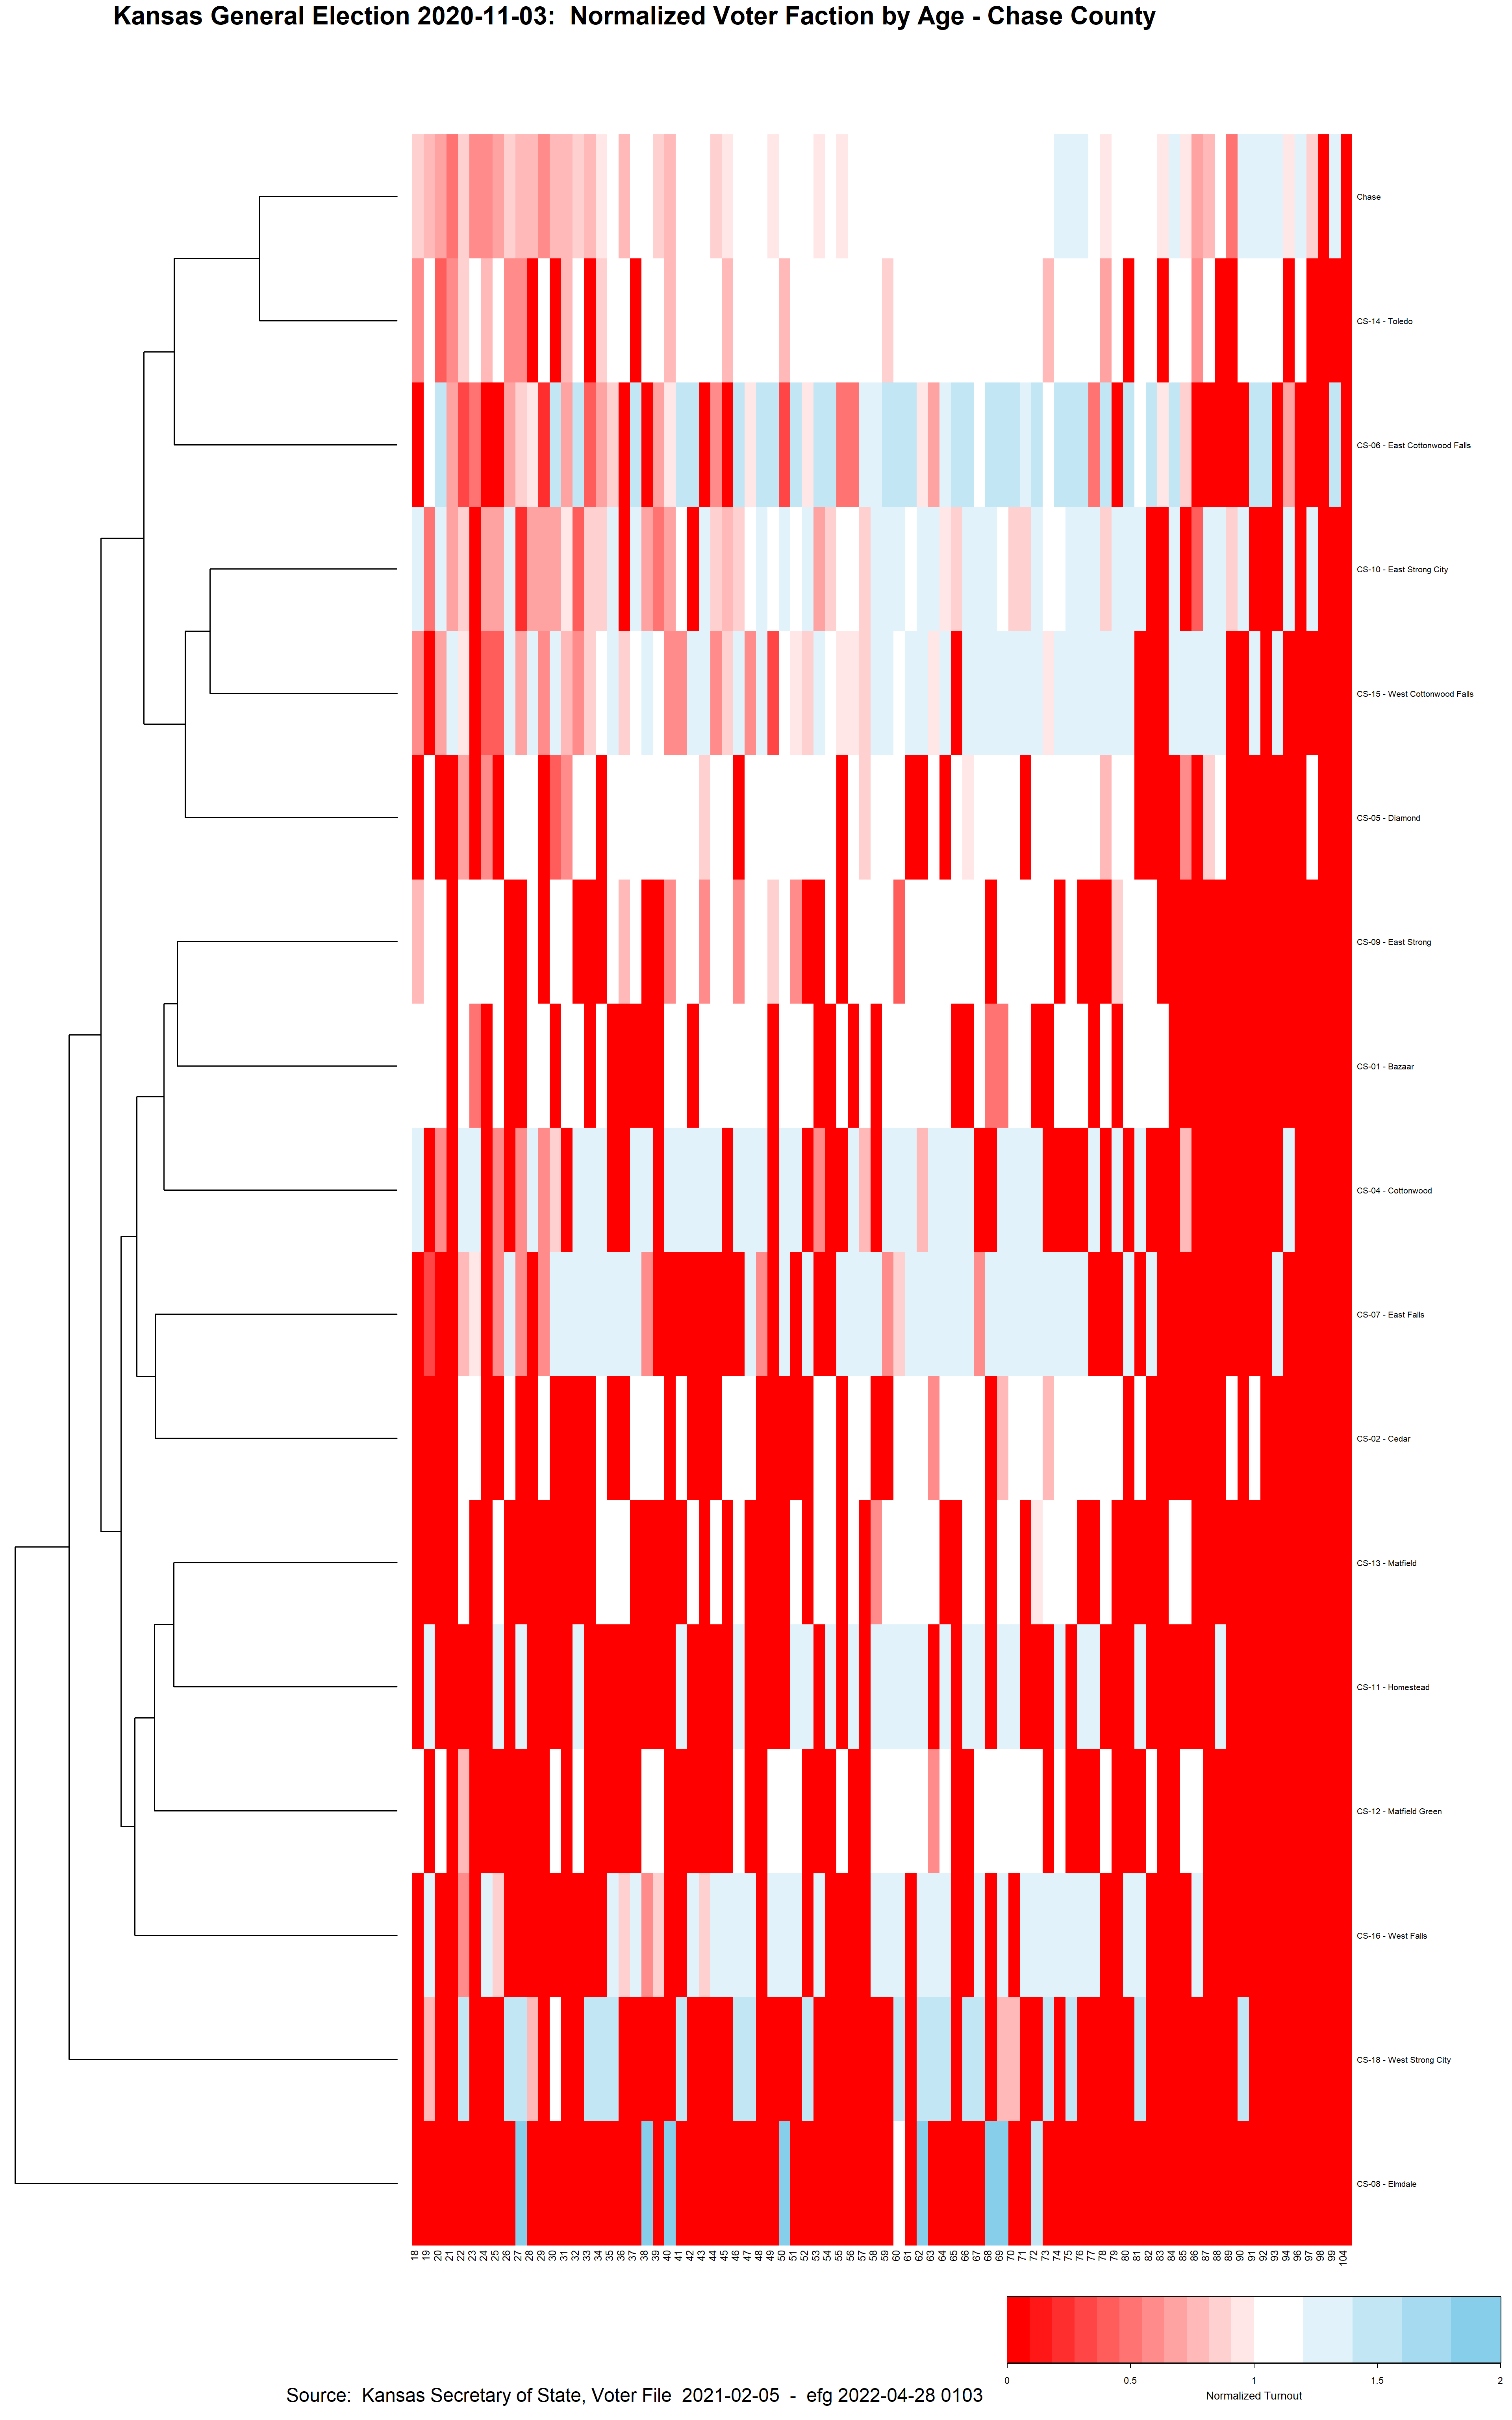 Kansas General Election 2020-11-03:  Normalized Voter Faction by Age - Chase County
Chase
CS-14 - Toledo
CS-06 - East Cottonwood Falls
CS-10 - East Strong City
CS-15 - West Cottonwood Falls
CS-05 - Diamond
CS-09 - East Strong
CS-01 - Bazaar
CS-04 - Cottonwood
CS-07 - East Falls
CS-02 - Cedar
CS-13 - Matfield
CS-11 - Homestead
CS-12 - Matfield Green
CS-16 - West Falls
CS-18 - West Strong City
CS-08 - Elmdale
18 19 20 21 22 23 24 25 26 27 28 29 30 31 32 33 34 35 36 37 38 39 40 41 42 43 44 45 46 47 48 49 50 51 52 53 54 55 56 57 58 59 60 61 62 63 64 65 66 67 68 69 70 71 72 73 74 75 76 77 78 79 80 81 82 83 84 85 86 87 88 89 90 91 92 93 94 96 97 98 99 104
0 0.5 1 1.5 2
Normalized Turnout
Source:  Kansas Secretary of State, Voter File  2021-02-05  -  efg 2022-04-28 0103